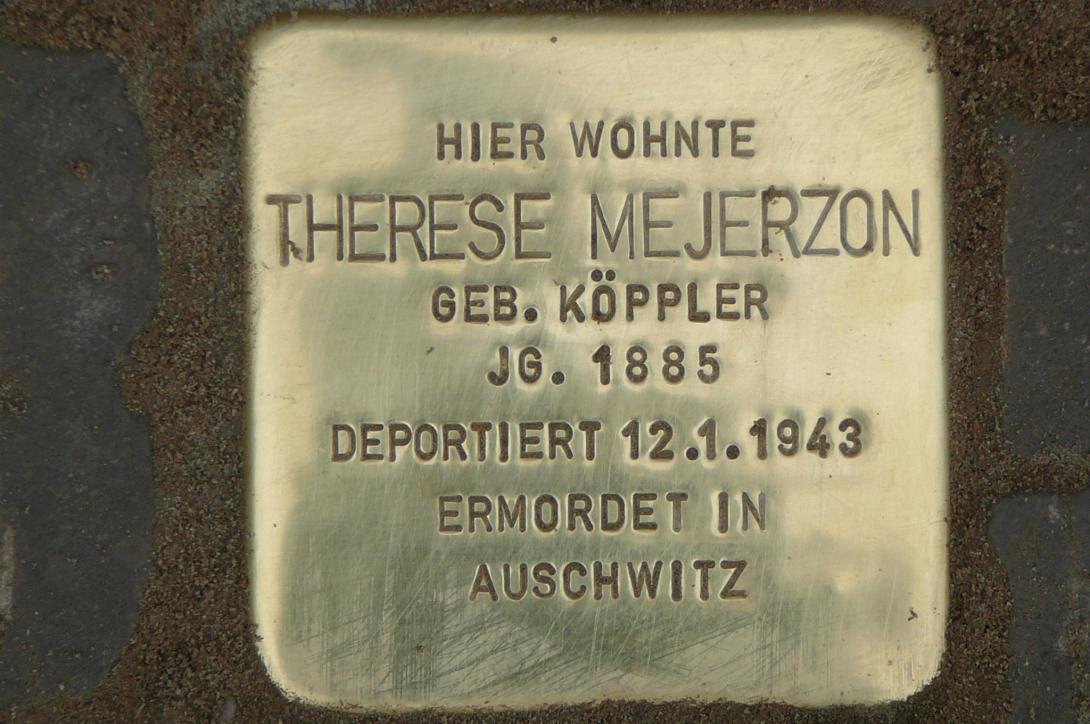 HIER WOHNTE
THERESE MEJERZON
GEB. KÖPPLER
JG. 1885
DEPORTIERT 12.1.1943
ERMORDET IN
AUSCHWITZ